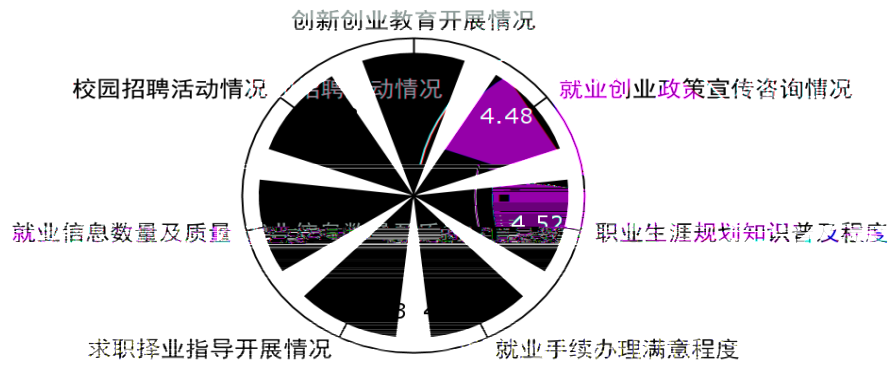 创新创业教育开展情况
校园招聘活动情况
就业创业政策宣传咨询情况
4.48
4.52
就业信息数量及质量
职业生涯规划知识普及程度
求职择业指导开展情况
就业手续办理满意程度